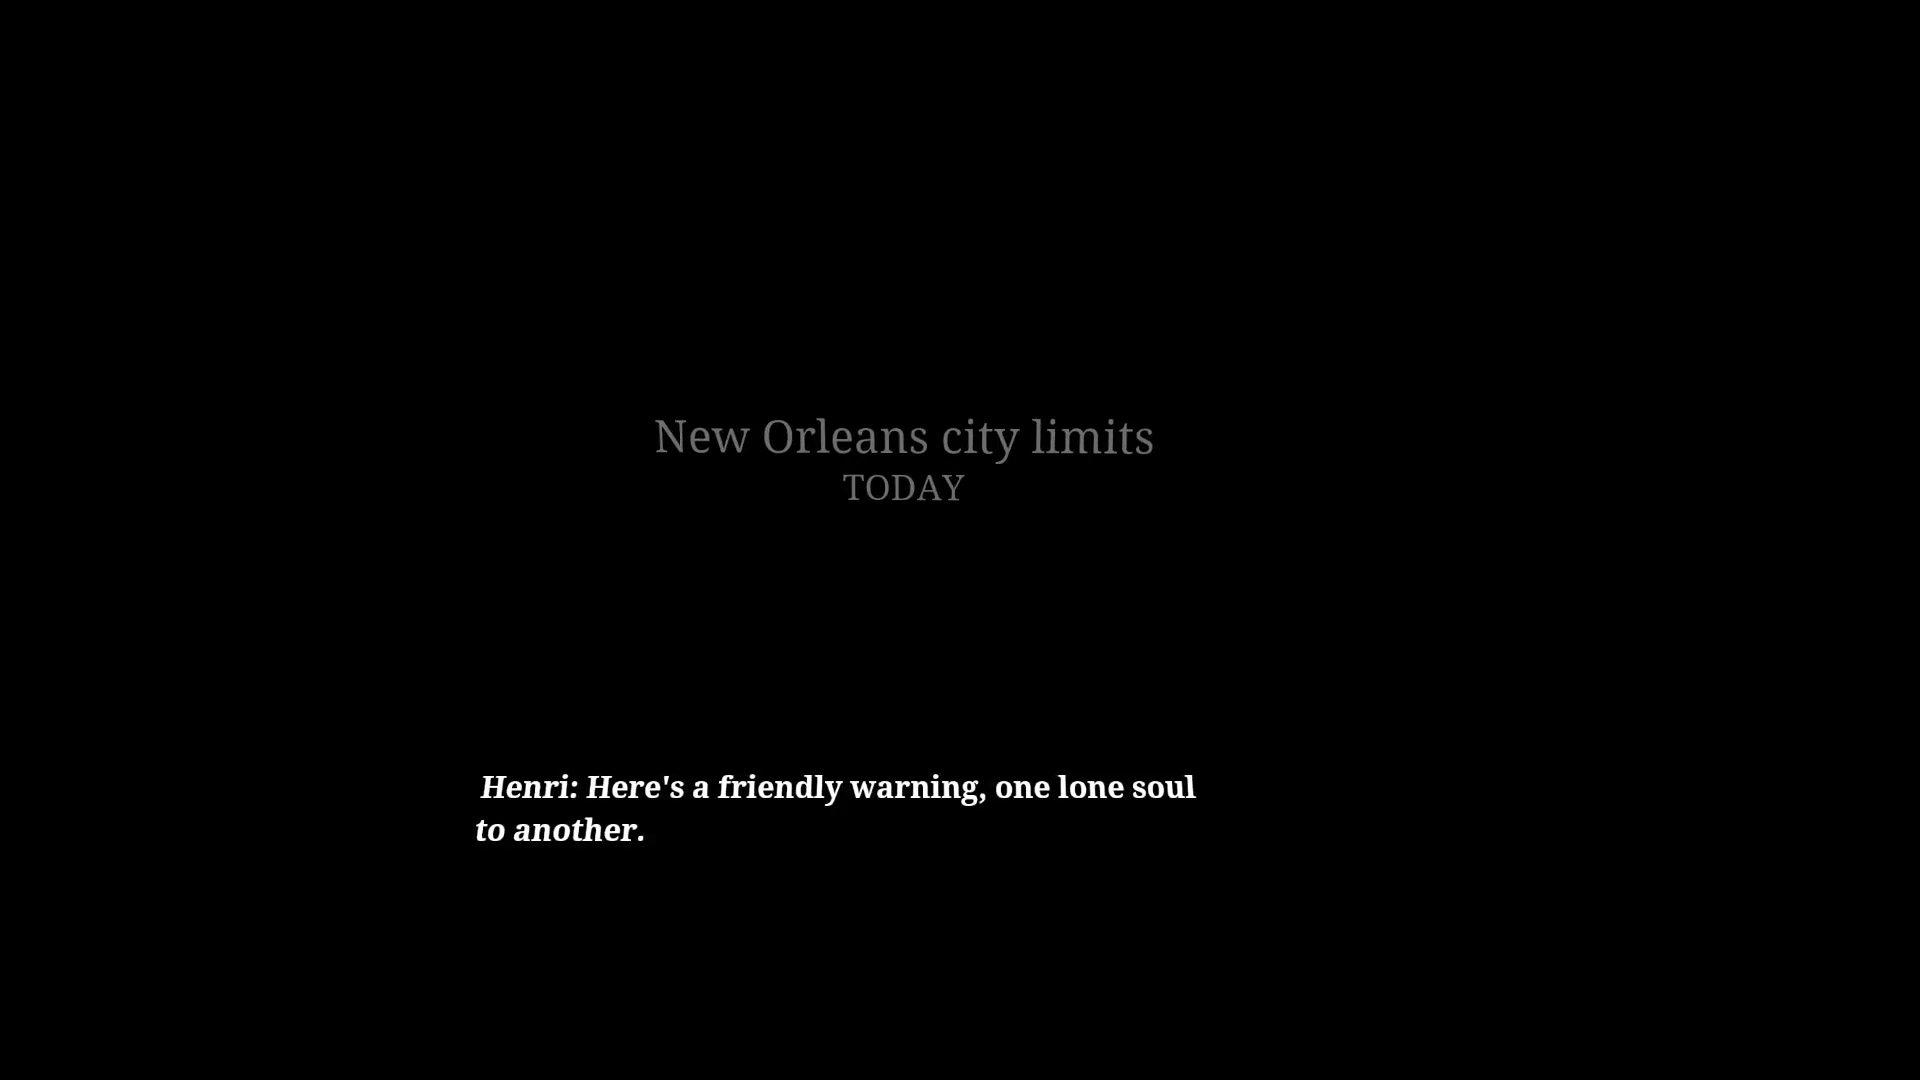 New Orleans city limits
TODAY
Henri: Here's a friendly warning, one lone soul
to another.